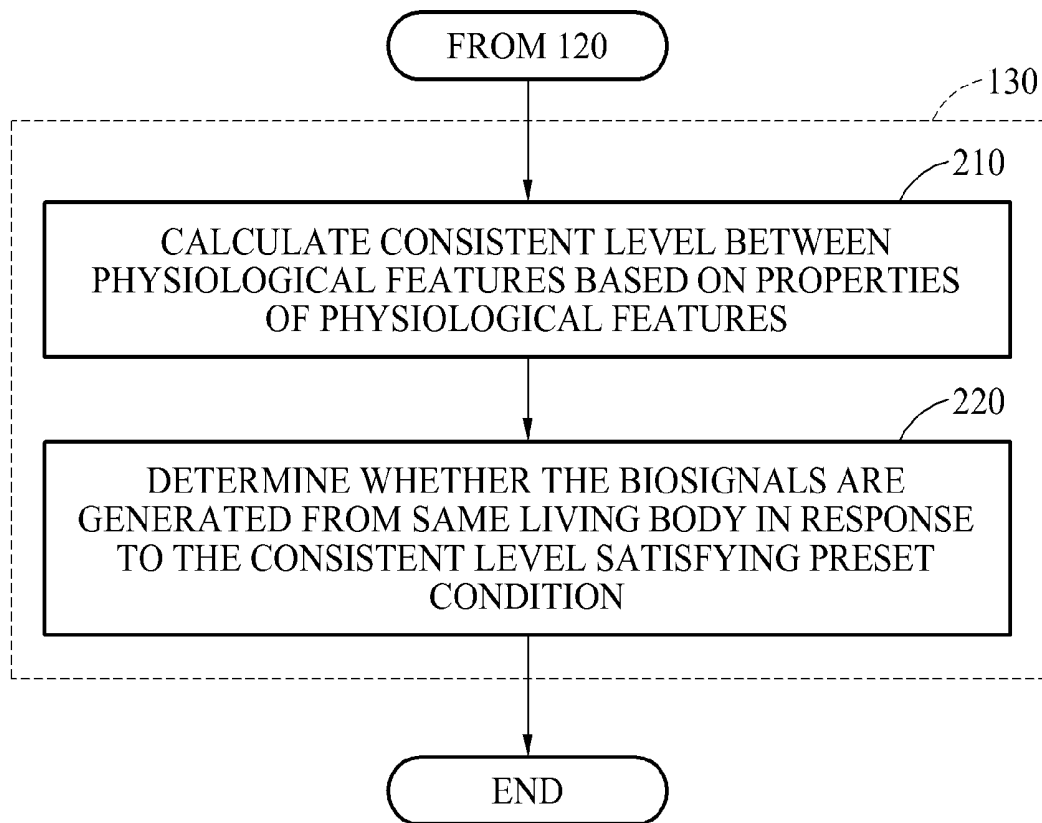 FROM 120
130
210
CALCULATE CONSISTENT LEVEL BETWEEN
PHYSIOLOGICAL FEATURES BASED ON PROPERTIES
OF PHYSIOLOGICAL FEATURES
220
DETERMINE WHETHER THE BIOSIGNALS ARE
GENERATED FROM SAME LIVING BODY IN RESPONSE
TO THE CONSISTENT LEVEL SATISFYING PRESET
CONDITION
END